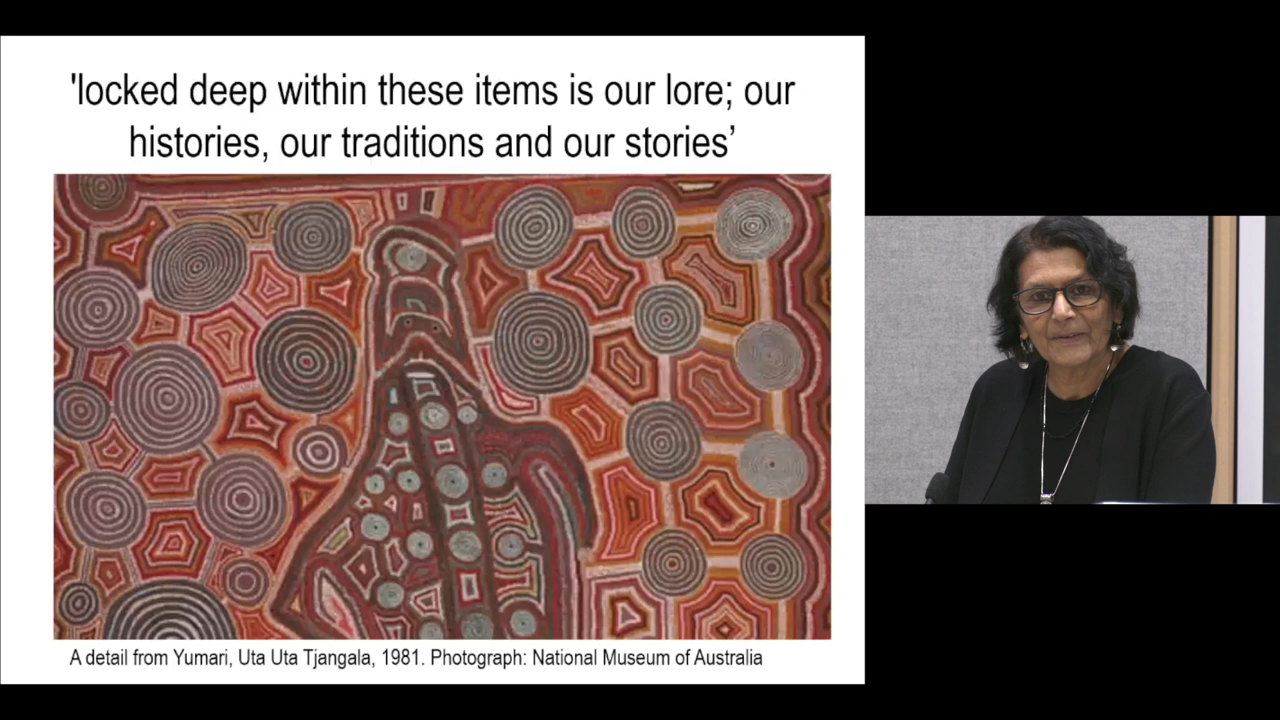 'locked deep within these items is our lore; our
histories, our traditions and our stories’
A detail from Yumari, Uta Uta Tjangala, 1981. Photograph: National Museum of Australia